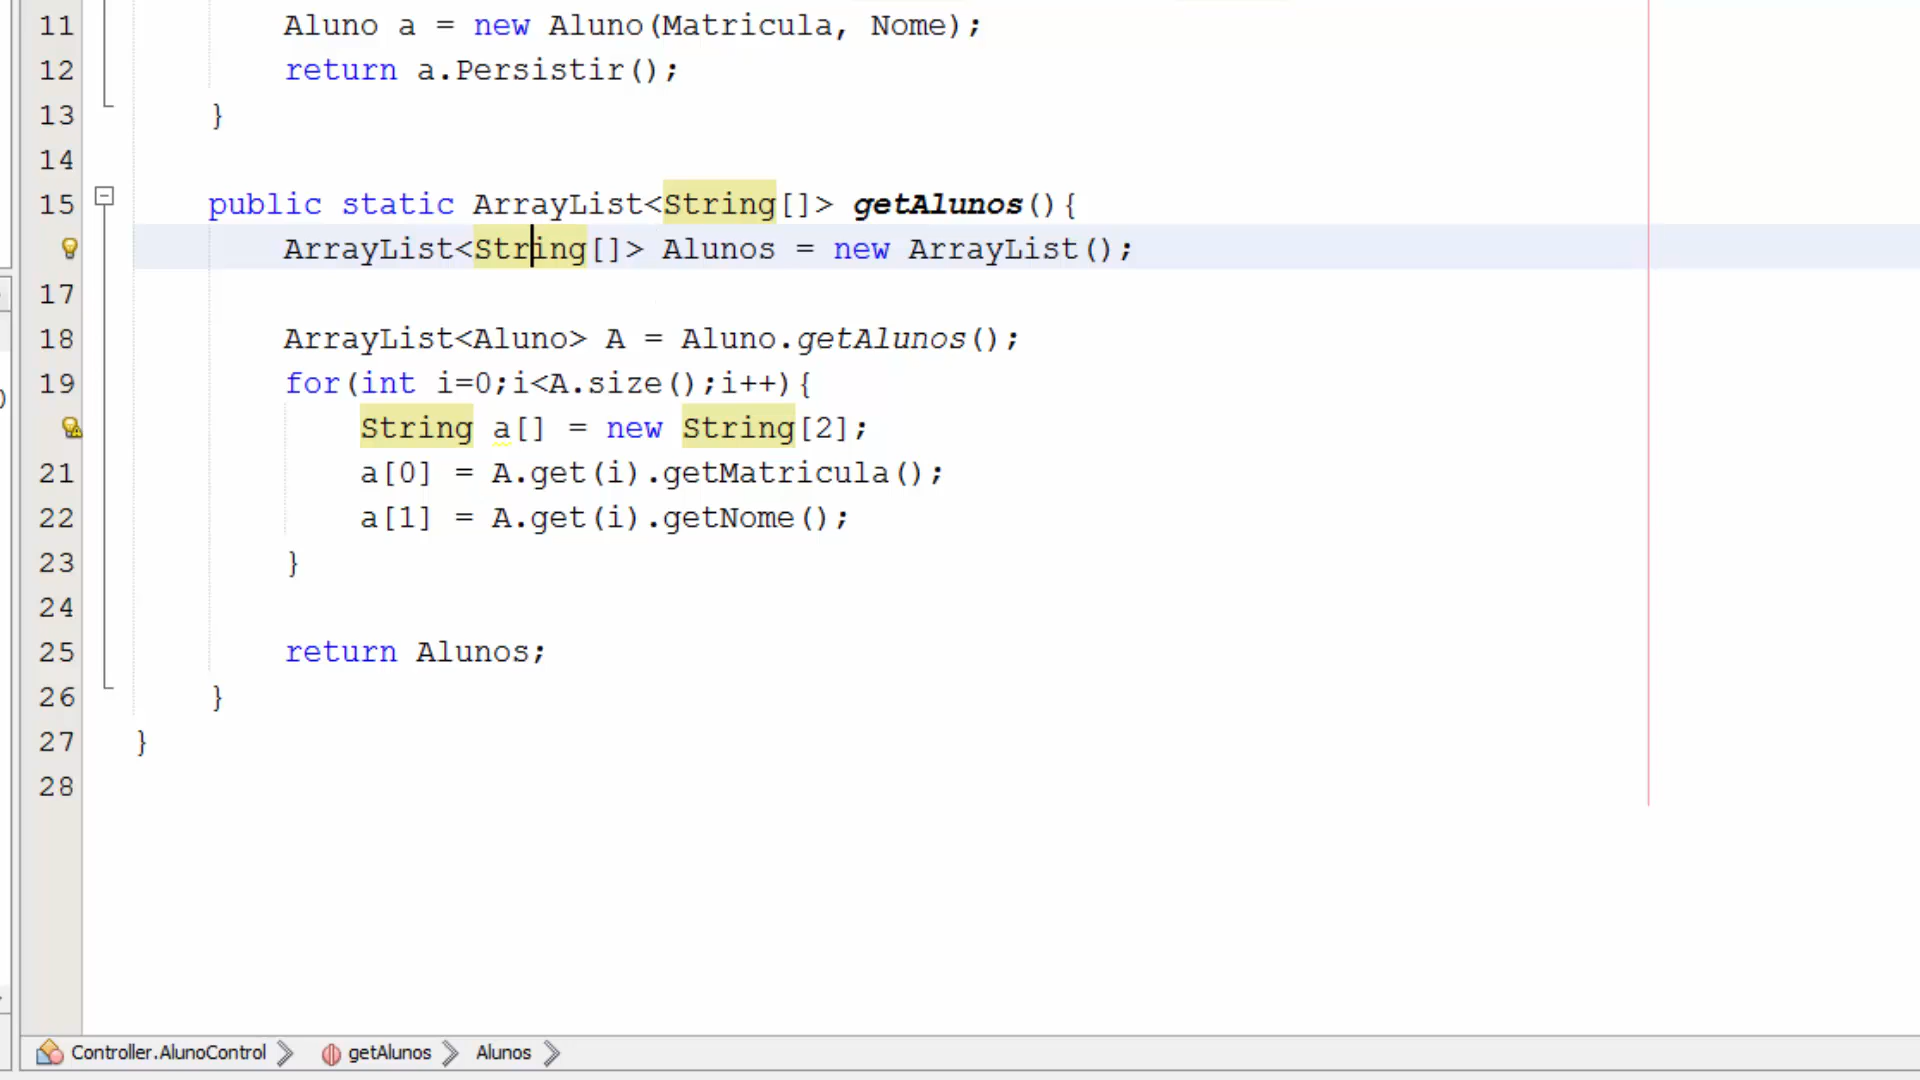 11 Aluno a = new Aluno(Matricula, Nome);
12 return a.Persistir();
13 }
14
15 public static ArrayList<String[]> getAlunos(){
ArrayList<String[]> Alunos = new ArrayList();
17
18 ArrayList<Aluno> A = Aluno.getAlunos();
19 for(int i=0;i<A.size();i++){
String a[] = new String[2];
21 a[0] = A.get(i).getMatricula();
22 a[1] = A.get(i).getNome();
23 }
24
25 return Alunos;
26 }
27 }
28
Controller.AlunoControl getAlunos Alunos